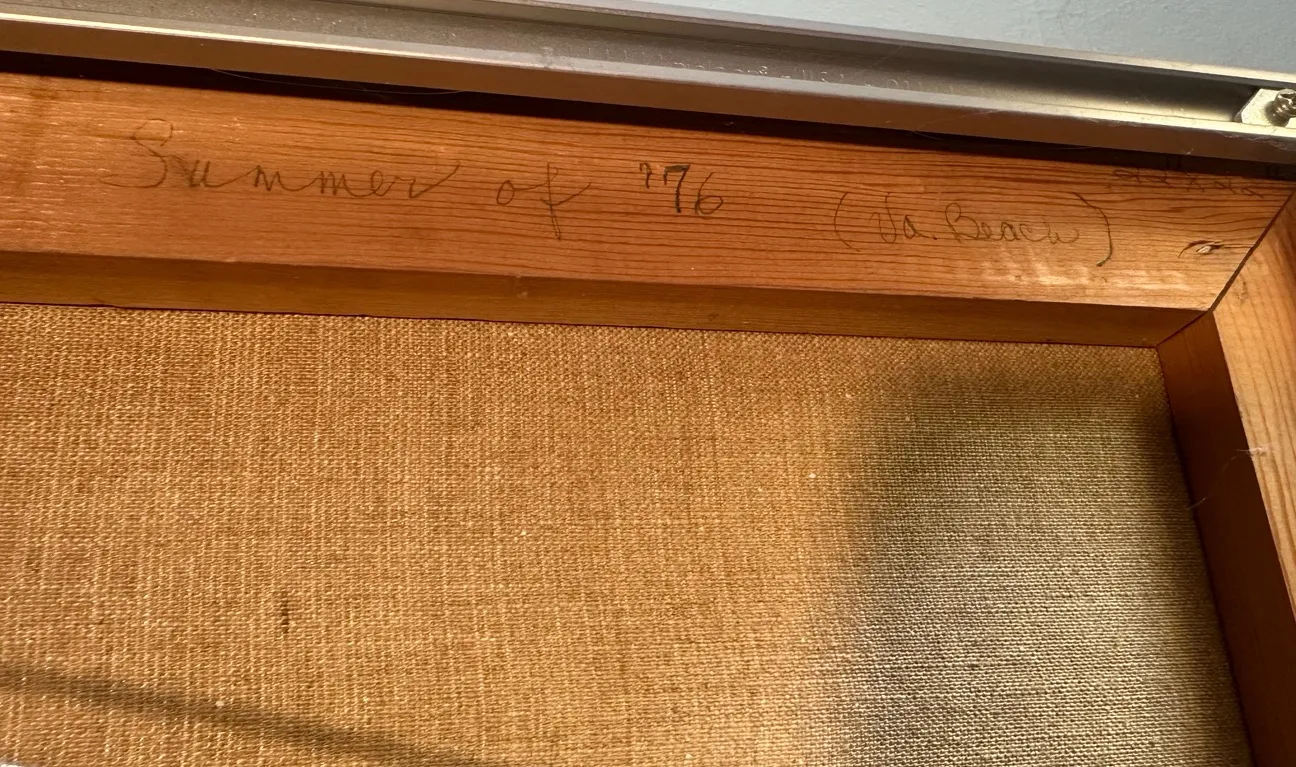 Summer of '76 (Va. Beach)